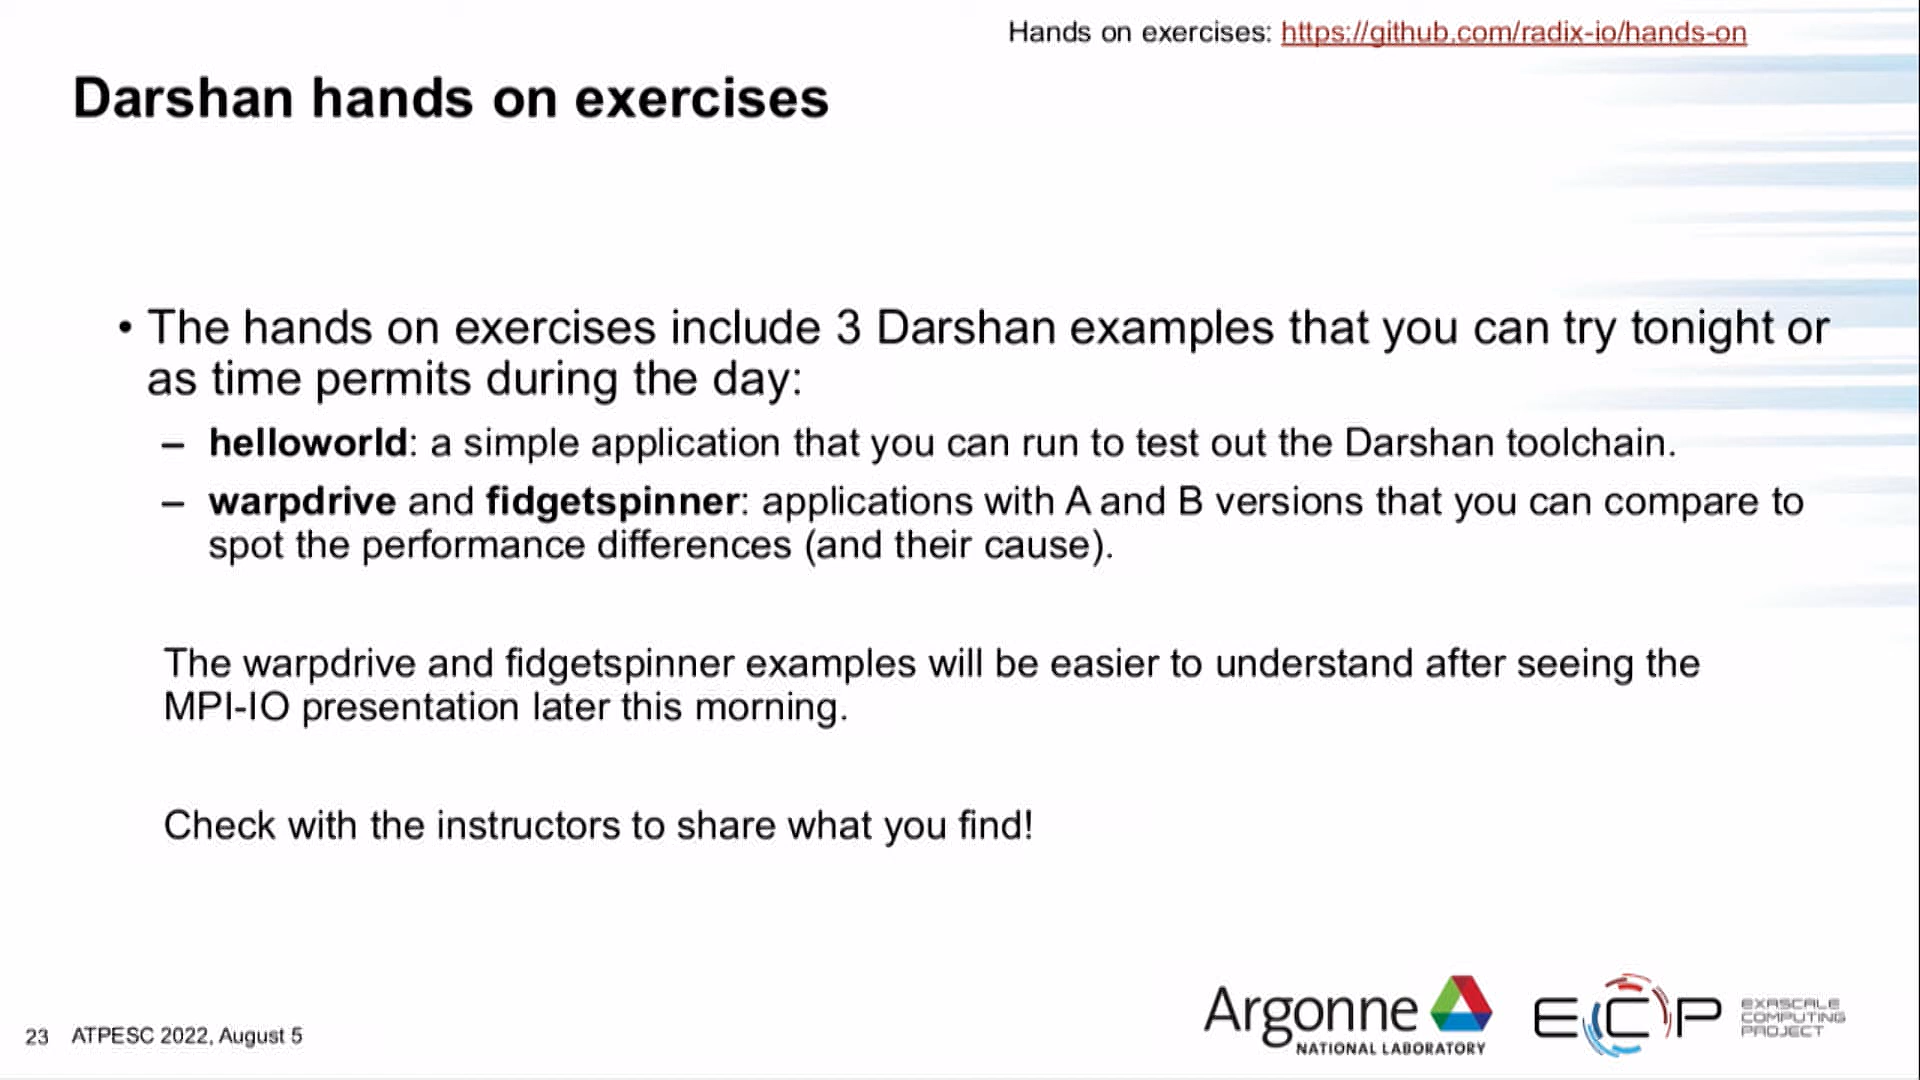 Hands on exercises: https://github.com/radix-io/hands-on
Darshan hands on exercises
• The hands on exercises include 3 Darshan examples that you can try tonight or
as time permits during the day:
– helloworld: a simple application that you can run to test out the Darshan toolchain.
– warpdrive and fidgetspinner: applications with A and B versions that you can compare to
spot the performance differences (and their cause).
The warpdrive and fidgetspinner examples will be easier to understand after seeing the
MPI-IO presentation later this morning.
Check with the instructors to share what you find!
23 ATPESC 2022, August 5
Argonne
NATIONAL LABORATORY
ECP
EXASCALE
COMPUTING
PROJECT